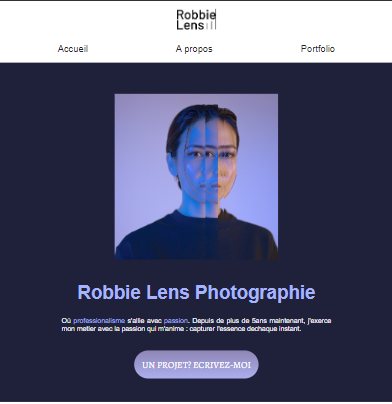 Robbie
Lens
Accueil A propos Portfolio
Robbie Lens Photographie
Où professionalisme s'allie avec passion. Depuis de plus de 5ans maintenant, j'exerce
mon metier avec la passion qui m'anime : capturer l'essence dechaque instant.
UN PROJET? ECRIVEZ-MOI